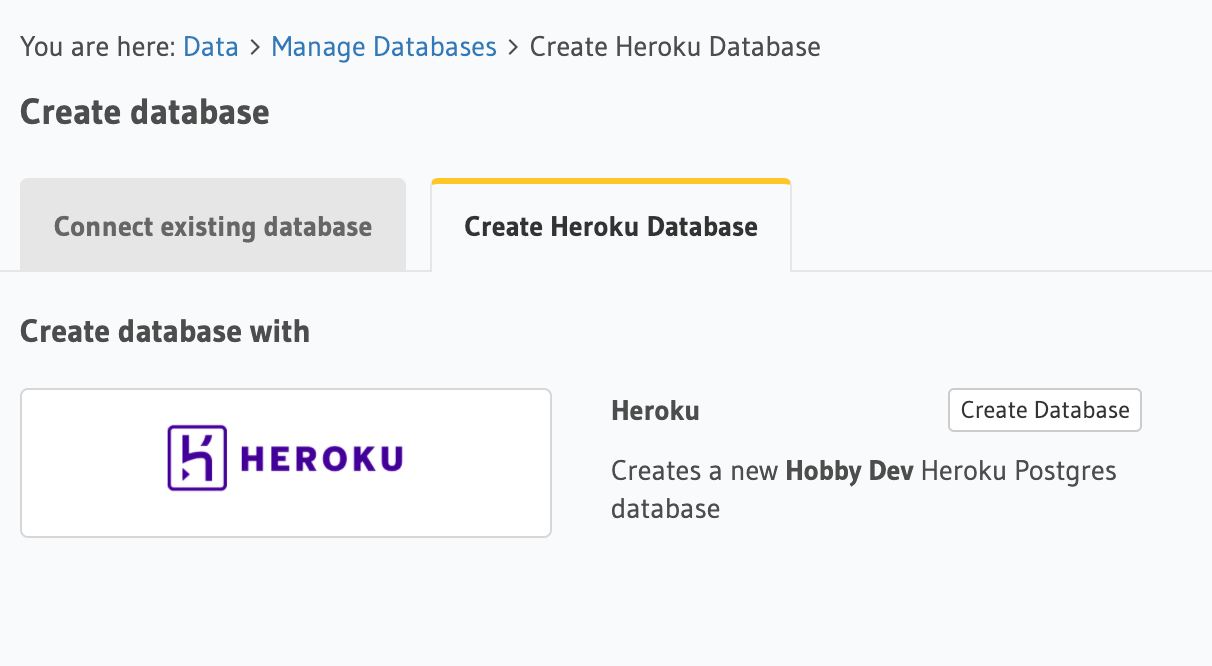 You are here: Data > Manage Databases > Create Heroku Database
Create database
Connect existing database
Create Heroku Database
Create database with
HEROKU
Heroku
Create Database
Creates a new Hobby Dev Heroku Postgres
database